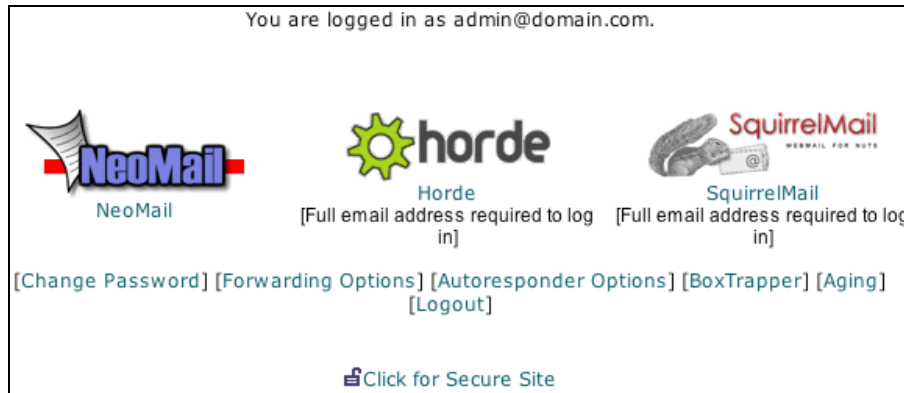 You are logged in as admin@domain.com.
NeoMail
horde
SquirrelMail
WEBMAIL FOR NUTS
@
NeoMail
Horde
SquirrelMail
[Full email address required to log
in]
[Full email address required to log
in]
[Change Password] [Forwarding Options] [Autoresponder Options] [BoxTrapper] [Aging]
[Logout]
Click for Secure Site